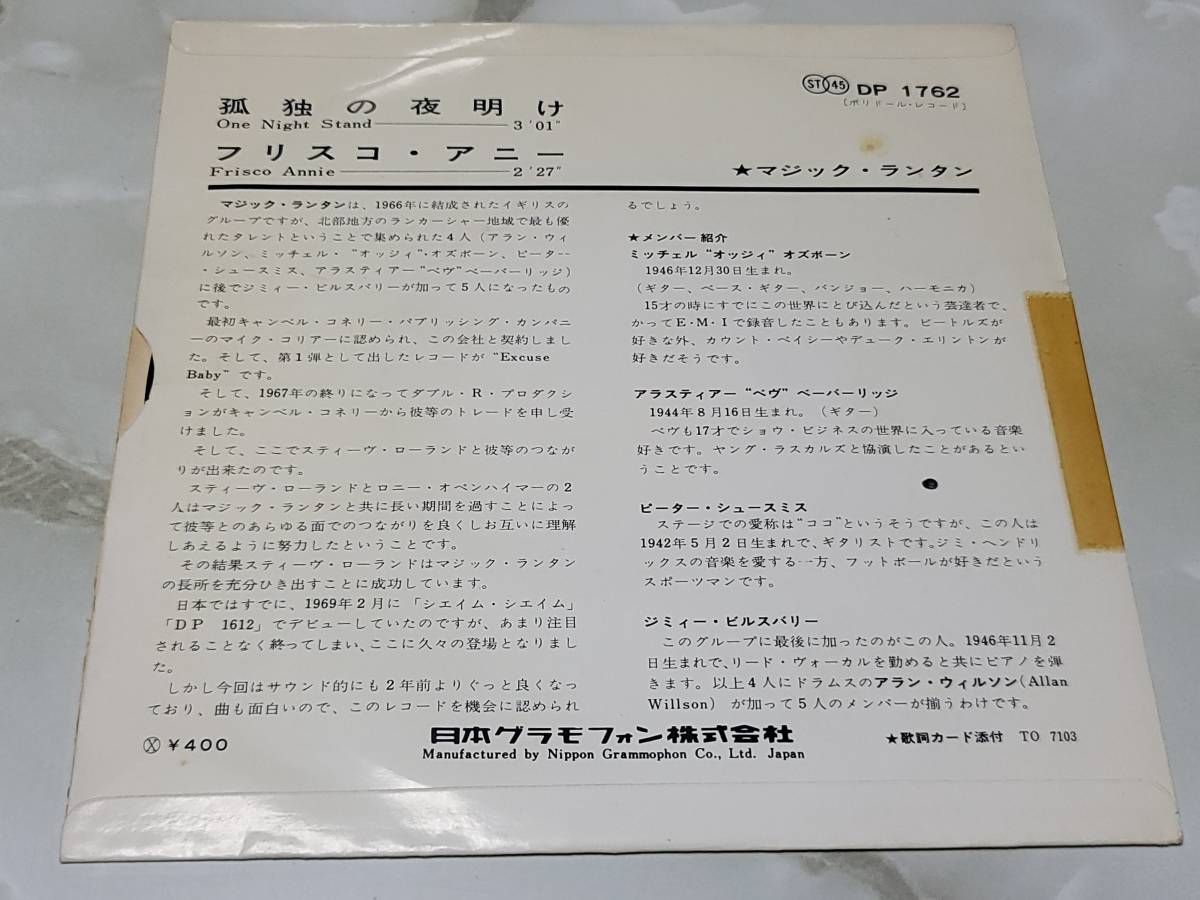 孤独の夜明け
One Night Stand 3'01"
フリスコ・アニー
Frisco Annie 2'27"
ST 45 DP 1762
〔ポリドール・レコード〕
★マジック・ランタン
マジック・ランタンは、1966年に結成されたイギリスの
グループですが、北部地方のランカーシャー地域で最も優
れたタレントということで集められた4人（アラン・ウィ
ルソン、ミッチェル・“オッジィ”・オズボーン、ピーター
・シュースミス、アラスティアー“ベヴ”ベーバーリッジ）
に後でジミィー・ビルスバリーが加って5人になったもの
です。
最初キャンベル・コネリー・パブリッシング・カンパニ
ーのマイク・コリアーに認められ、この会社と契約しまし
た。そして、第1弾として出したレコードが“Excuse
Baby”です。
そして、1967年の終りになってダブル・R・プロダクシ
ョンがキャンベル・コネリーから彼等のトレードを申し受
けました。
そして、ここでスティーヴ・ローランドと彼等のつなが
りが出来たのです。
スティーヴ・ローランドとロニー・オペンハイマーの2
人はマジック・ランタンと共に長い期間を過すことによっ
て彼等とのあらゆる面でのつながりを良くしお互いに理解
しあえるように努力したということです。
その結果スティーヴ・ローランドはマジック・ランタン
の長所を充分ひき出すことに成功しています。
日本ではすでに、1969年2月に「シエイム・シエイム」
「DP 1612」でデビューしていたのですが、あまり注目
されることなく終ってしまい、ここに久々の登場となりまし
た。
しかし今回はサウンド的にも2年前よりぐっと良くなっ
ており、曲も面白いので、このレコードを機会に認められ
るでしょう。
★メンバー紹介
ミッチェル“オッジィ”オズボーン
1946年12月30日生まれ。
（ギター、ベース・ギター、バンジョー、ハーモニカ）
15才の時にすでにこの世界にとび込んだという芸達者で、
かってE・M・Iで録音したこともあります。ビートルズが
好きな外、カウント・ベイシーやデューク・エリントンが
好きだそうです。
アラスティアー“ベヴ”ベーバーリッジ
1944年8月16日生まれ。（ギター）
ベヴも17才でショウ・ビジネスの世界に入っている音楽
好きです。ヤング・ラスカルズと協演したことがあるとい
うことです。
ピーター・シュースミス
ステージでの愛称は“ココ”というそうですが、この人は
1942年5月2日生まれで、ギタリストです。ジミ・ヘンドリ
ックスの音楽を愛する一方、フットボールが好きだという
スポーツマンです。
ジミィー・ビルスバリー
このグループに最後に加ったのがこの人。1946年11月2
日生まれで、リード・ヴォーカルを勤めると共にピアノを弾
きます。以上4人にドラムスのアラン・ウィルソン(Allan
Willson) が加って5人のメンバーが揃うわけです。
Ⓧ ¥400
日本グラモフォン株式会社
Manufactured by Nippon Grammophon Co., Ltd. Japan
★歌詞カード添付 TO 7103